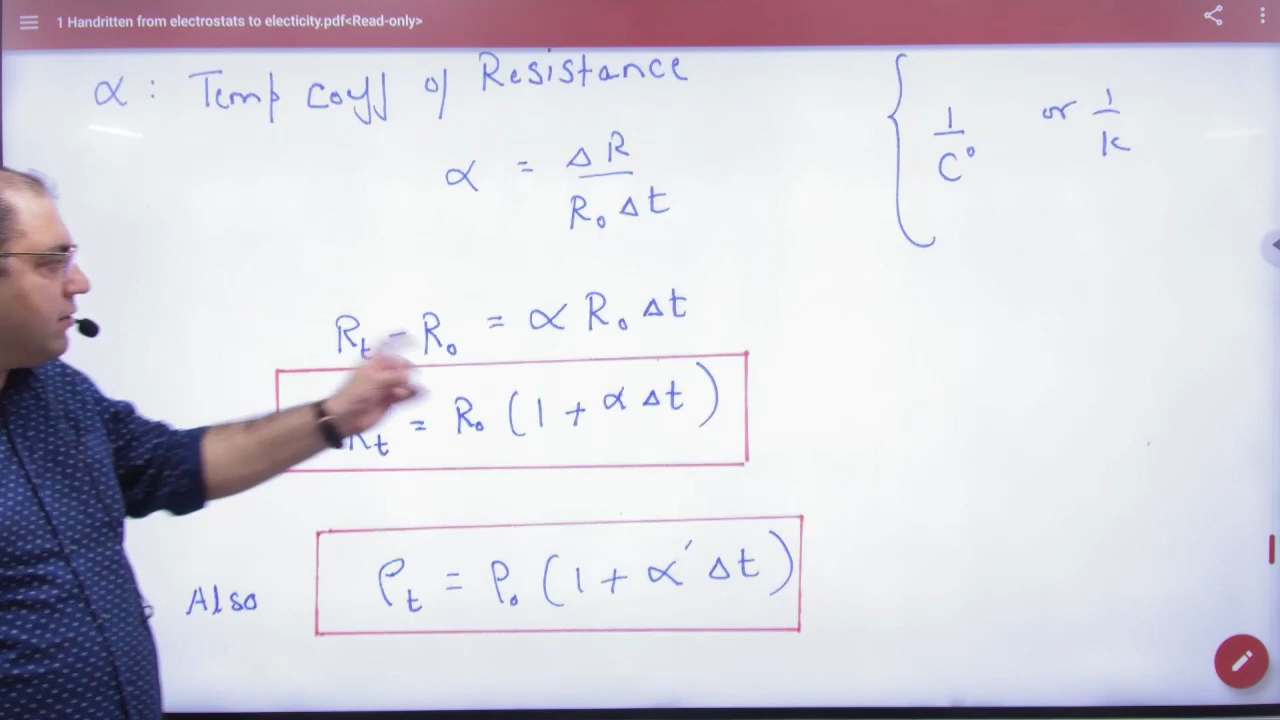 1 Handritten from electrostats to electicity.pdf<Read-only>
α : Temp coeff of Resistance
α = ΔR / R₀ Δt
1/C° or 1/K
Rt - R₀ = α R₀ Δt
Rt = R₀ (1 + α Δt)
Also ρt = ρ₀ (1 + α′ Δt)